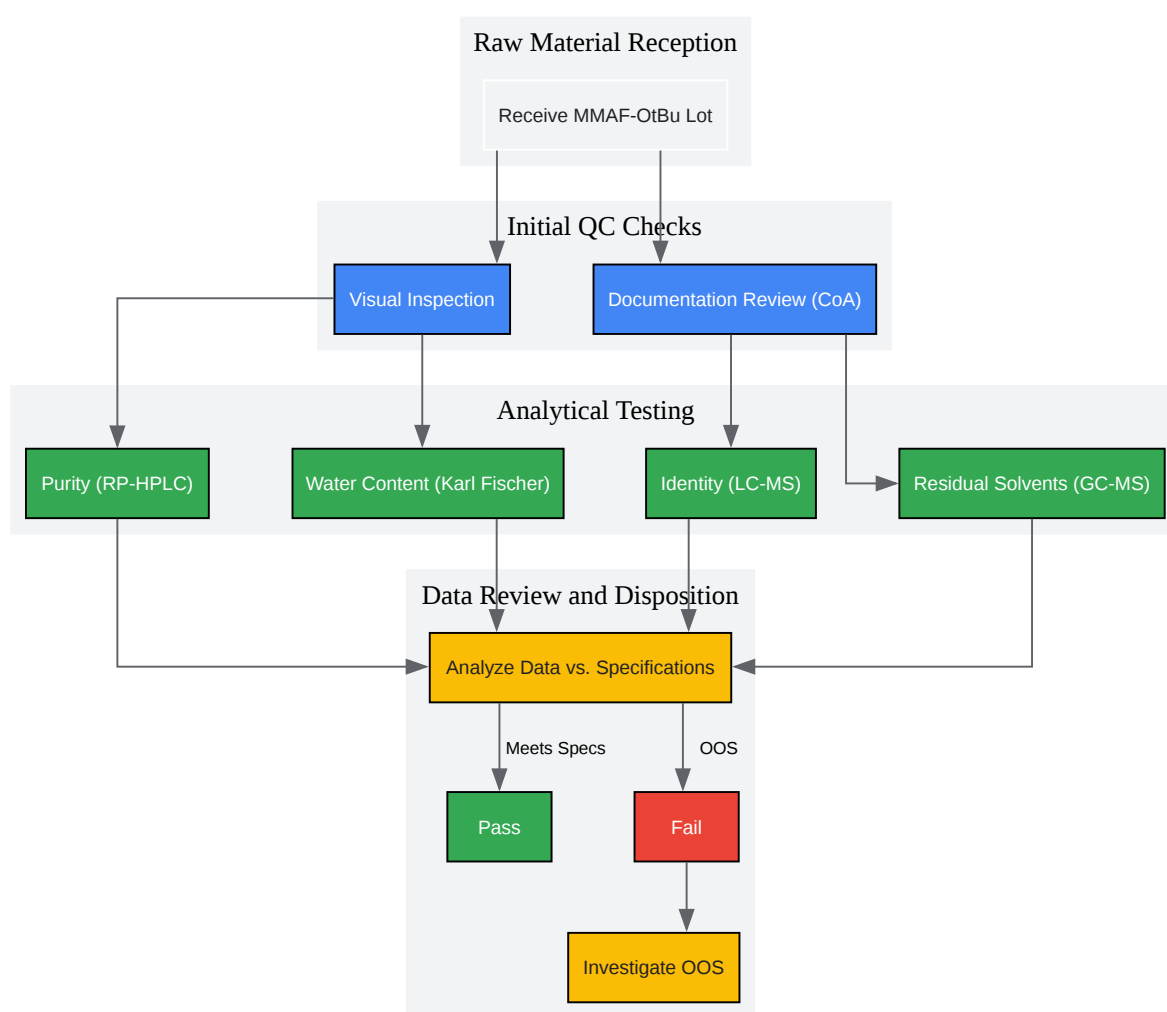 Raw Material Reception
Receive MMAF-OtBu Lot
Initial QC Checks
Visual Inspection
Documentation Review (CoA)
Analytical Testing
Purity (RP-HPLC)
Water Content (Karl Fischer)
Identity (LC-MS)
Residual Solvents (GC-MS)
Data Review and Disposition
Analyze Data vs. Specifications
Meets Specs
OOS
Pass
Fail
Investigate OOS